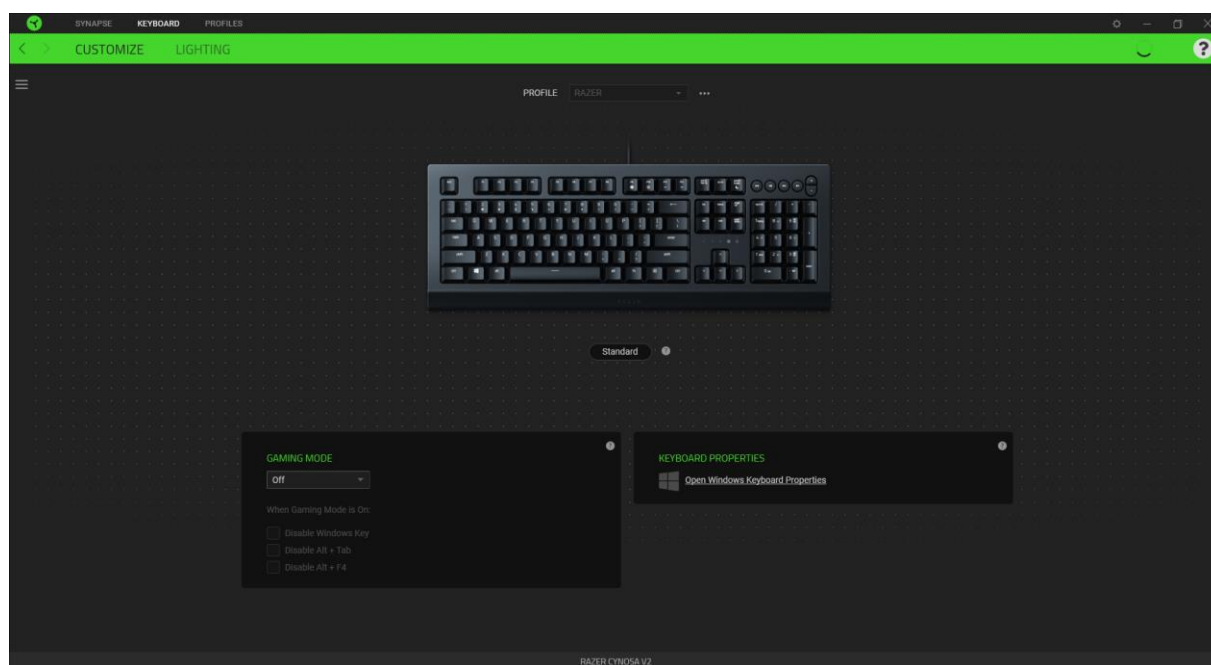 SYNAPSE KEYBOARD PROFILES
CUSTOMIZE LIGHTING
?
PROFILE RAZER
Standard ?
GAMING MODE ?
Off
When Gaming Mode is On:
Disable Windows Key
Disable Alt + Tab
Disable Alt + F4
KEYBOARD PROPERTIES ?
Open Windows Keyboard Properties
RAZER CYNOSA V2